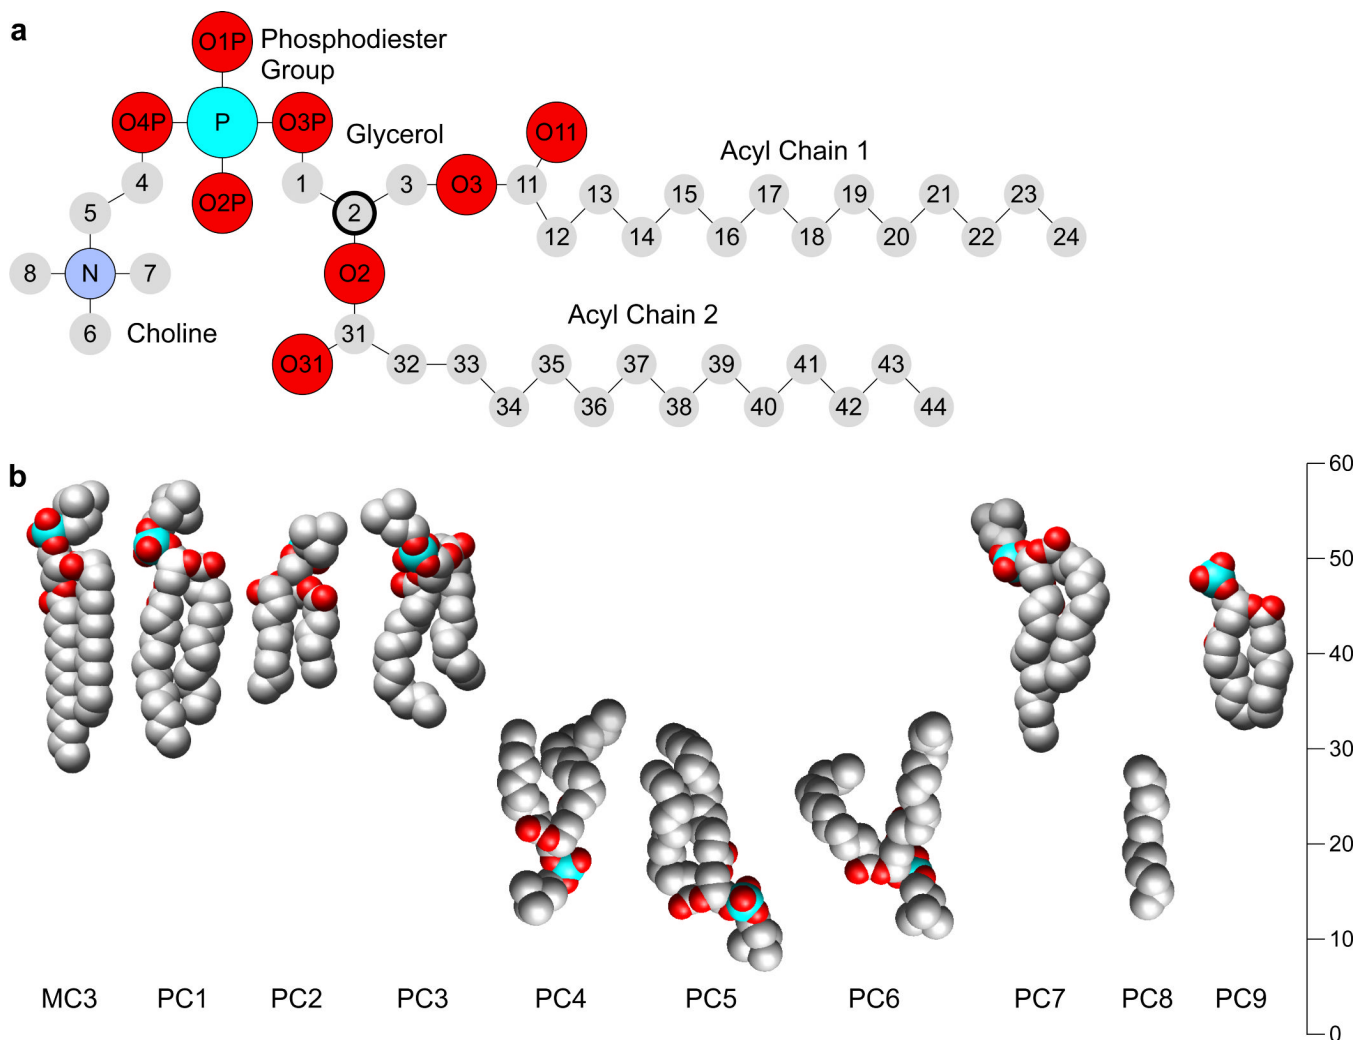 a
O1P
Phosphodiester
Group
O4P P O3P
Glycerol
O11
Acyl Chain 1
4 1 3 O3 11 13 15 17 19 21 23
5 O2P 2 12 14 16 18 20 22 24
8 N 7 O2
Acyl Chain 2
6 Choline 31
O31 32 33 35 37 39 41 43
34 36 38 40 42 44
b
60
50
40
30
20
10
0
MC3 PC1 PC2 PC3 PC4 PC5 PC6 PC7 PC8 PC9